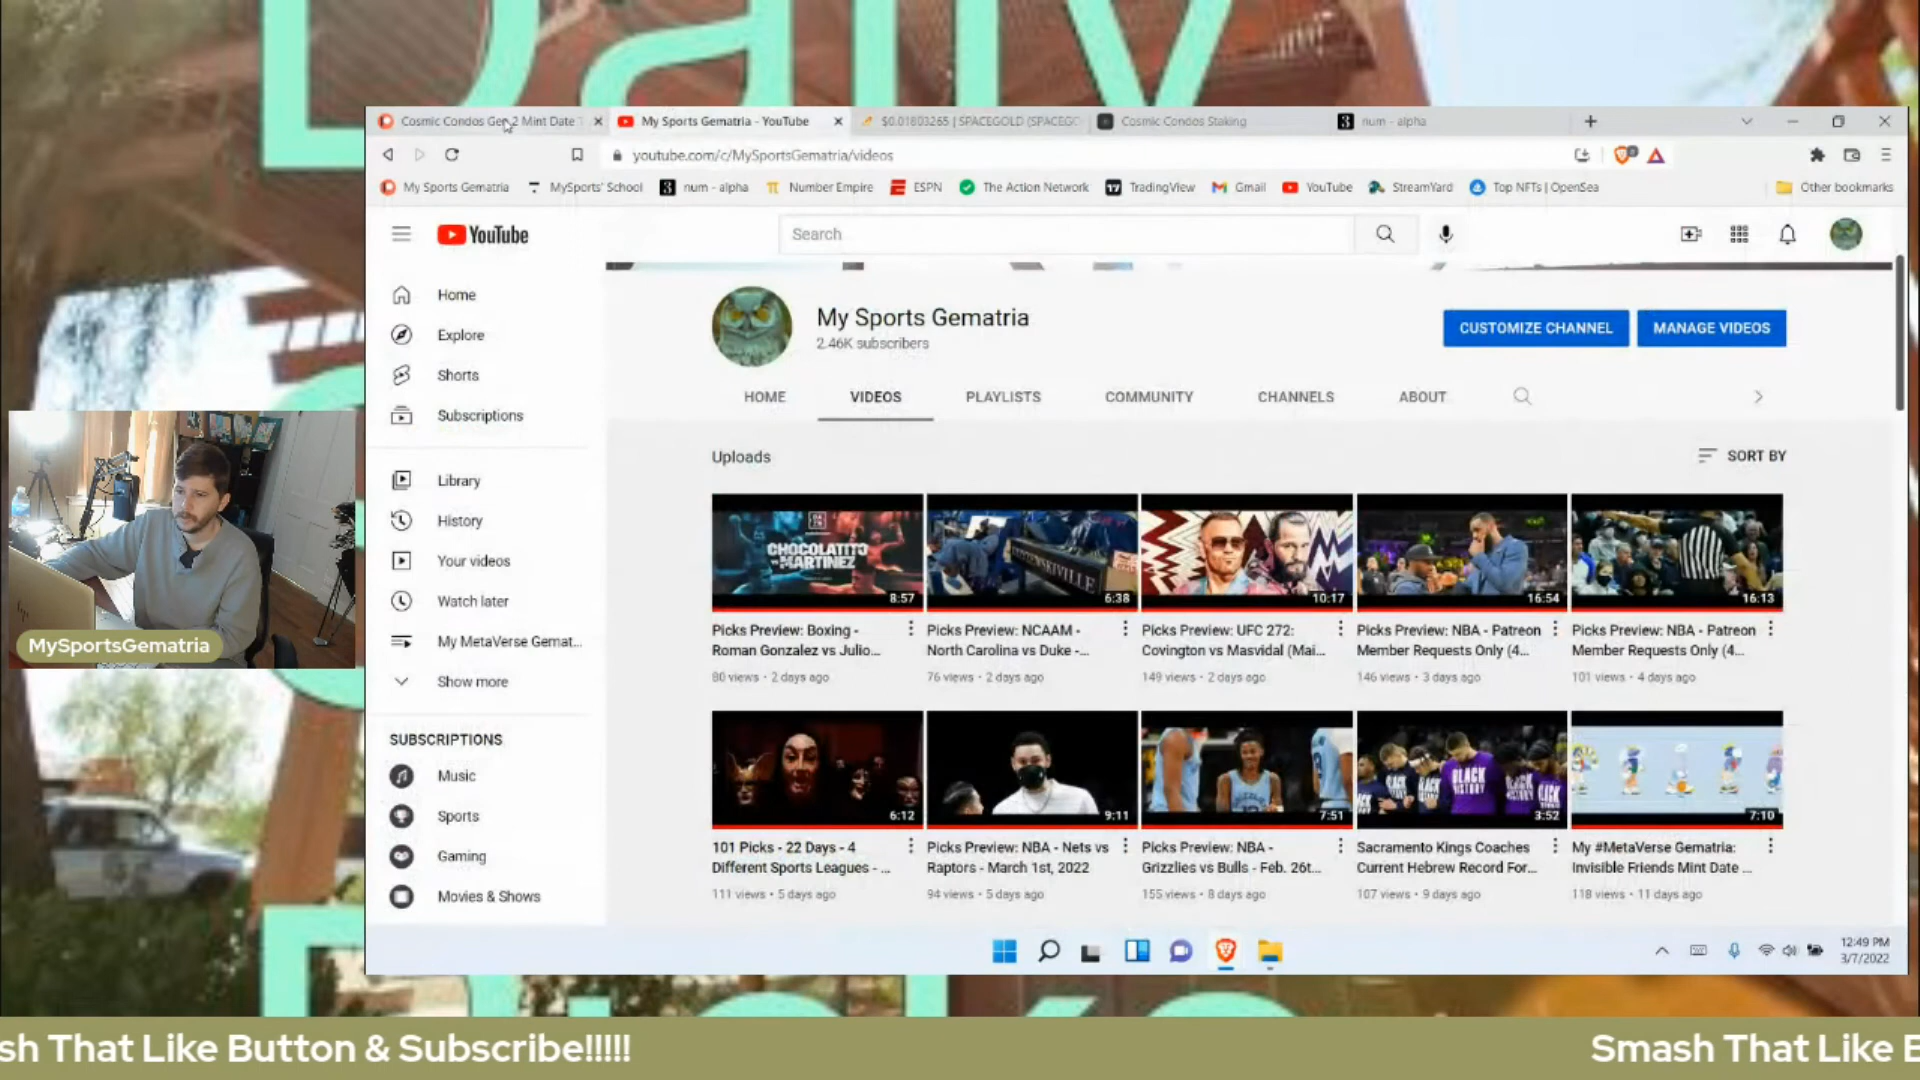 Daily
Cosmic Condos Gen 2 Mint Date
My Sports Gematria - YouTube
$0.01803265 | SPACEGOLD (SPACEGO
Cosmic Condos Staking
num - alpha
youtube.com/c/MySportsGematria/videos
My Sports Gematria
MySports' School
num - alpha
Number Empire
ESPN
The Action Network
TradingView
Gmail
YouTube
StreamYard
Top NFTs | OpenSea
Other bookmarks
YouTube
Search
Home
Explore
Shorts
Subscriptions
Library
History
Your videos
Watch later
My MetaVerse Gemat...
Show more
SUBSCRIPTIONS
Music
Sports
Gaming
Movies & Shows
My Sports Gematria
2.46K subscribers
CUSTOMIZE CHANNEL
MANAGE VIDEOS
HOME
VIDEOS
PLAYLISTS
COMMUNITY
CHANNELS
ABOUT
Uploads
SORT BY
CHOCOLATITO
MARTINEZ
8:57
6:38
10:17
16:54
16:13
Picks Preview: Boxing -
Roman Gonzalez vs Julio...
80 views • 2 days ago
Picks Preview: NCAAM -
North Carolina vs Duke -...
76 views • 2 days ago
Picks Preview: UFC 272:
Covington vs Masvidal (Mai...
149 views • 2 days ago
Picks Preview: NBA - Patreon
Member Requests Only (4...
146 views • 3 days ago
Picks Preview: NBA - Patreon
Member Requests Only (4...
101 views • 4 days ago
6:12
9:11
7:51
BLACK
HISTORY
3:52
7:10
101 Picks - 22 Days - 4
Different Sports Leagues - ...
111 views • 5 days ago
Picks Preview: NBA - Nets vs
Raptors - March 1st, 2022
94 views • 5 days ago
Picks Preview: NBA -
Grizzlies vs Bulls - Feb. 26t...
155 views • 8 days ago
Sacramento Kings Coaches
Current Hebrew Record For...
107 views • 9 days ago
My #MetaVerse Gematria:
Invisible Friends Mint Date ...
118 views • 11 days ago
12:49 PM
3/7/2022
MySportsGematria
sh That Like Button & Subscribe!!!!!
Smash That Like B